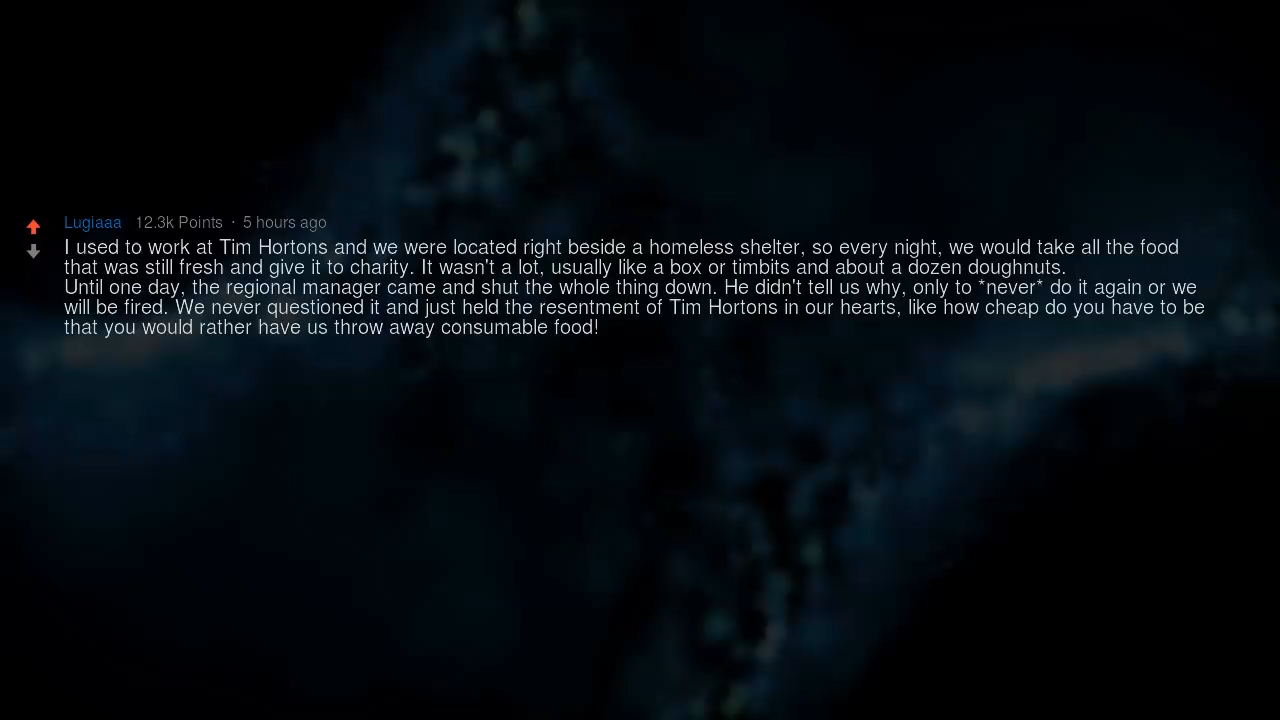 Lugiaaa 12.3k Points · 5 hours ago
I used to work at Tim Hortons and we were located right beside a homeless shelter, so every night, we would take all the food
that was still fresh and give it to charity. It wasn't a lot, usually like a box or timbits and about a dozen doughnuts.
Until one day, the regional manager came and shut the whole thing down. He didn't tell us why, only to *never* do it again or we
will be fired. We never questioned it and just held the resentment of Tim Hortons in our hearts, like how cheap do you have to be
that you would rather have us throw away consumable food!